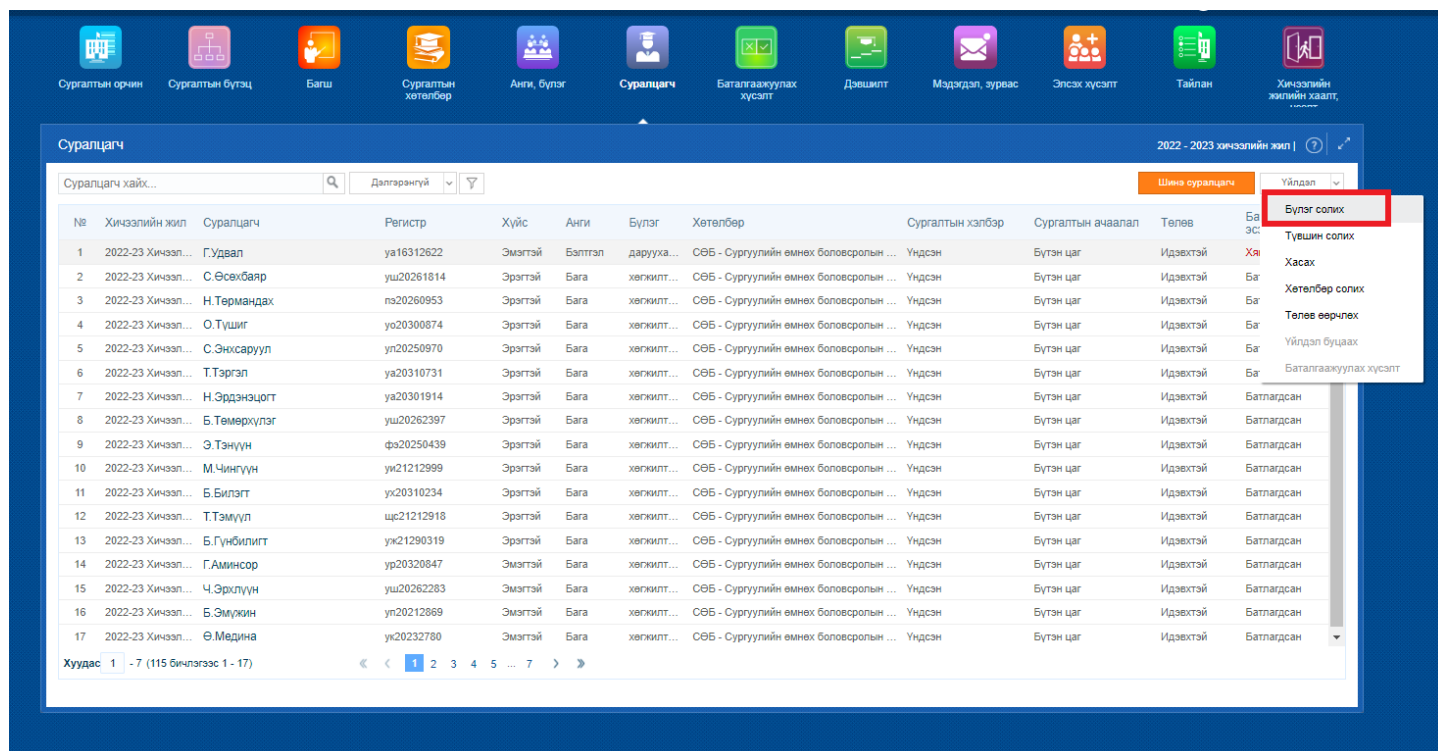 Сургалтын орчин
Сургалтын бүтэц
Багш
Сургалтын
хөтөлбөр
Анги, бүлэг
Суралцагч
Баталгаажуулах
хүсэлт
Дэвшилт
Мэдэгдэл, зурвас
Элсэх хүсэлт
Тайлан
Хичээлийн
жилийн хаалт,
Суралцагч 2022 - 2023 хичээлийн жил |
Суралцагч хайх... Дэлгэрэнгүй Шинэ суралцагч Үйлдэл
Бүлэг солих
Түвшин солих
Хасах
Хөтөлбөр солих
Төлөв өөрчлөх
Үйлдэл буцаах
Баталгаажуулах хүсэлт
№ Хичээлийн жил Суралцагч Регистр Хүйс Анги Бүлэг Хөтөлбөр Сургалтын хэлбэр Сургалтын ачаалал Төлөв
1 2022-23 Хичээл... Г.Удвал уа16312622 Эмэгтэй Бэлтгэл даруухa... СӨБ - Сургуулийн өмнөх боловсролын ... Үндсэн Бүтэн цаг Идэвхтэй
2 2022-23 Хичээл... С.Өсөхбаяр уш20261814 Эрэгтэй Бага хөгжилт... СӨБ - Сургуулийн өмнөх боловсролын ... Үндсэн Бүтэн цаг Идэвхтэй
3 2022-23 Хичээл... Н.Төрмандах пэ20260953 Эрэгтэй Бага хөгжилт... СӨБ - Сургуулийн өмнөх боловсролын ... Үндсэн Бүтэн цаг Идэвхтэй
4 2022-23 Хичээл... О.Түшиг уо20300874 Эрэгтэй Бага хөгжилт... СӨБ - Сургуулийн өмнөх боловсролын ... Үндсэн Бүтэн цаг Идэвхтэй
5 2022-23 Хичээл... С.Энхсаруул ул20250970 Эрэгтэй Бага хөгжилт... СӨБ - Сургуулийн өмнөх боловсролын ... Үндсэн Бүтэн цаг Идэвхтэй
6 2022-23 Хичээл... Т.Тэргэл уа20310731 Эрэгтэй Бага хөгжилт... СӨБ - Сургуулийн өмнөх боловсролын ... Үндсэн Бүтэн цаг Идэвхтэй
7 2022-23 Хичээл... Н.Эрдэнэцогт уа20301914 Эрэгтэй Бага хөгжилт... СӨБ - Сургуулийн өмнөх боловсролын ... Үндсэн Бүтэн цаг Идэвхтэй Батлагдсан
8 2022-23 Хичээл... Б.Төмөрхүлэг уш20262397 Эрэгтэй Бага хөгжилт... СӨБ - Сургуулийн өмнөх боловсролын ... Үндсэн Бүтэн цаг Идэвхтэй Батлагдсан
9 2022-23 Хичээл... Э.Тэнүүн фэ20250439 Эрэгтэй Бага хөгжилт... СӨБ - Сургуулийн өмнөх боловсролын ... Үндсэн Бүтэн цаг Идэвхтэй Батлагдсан
10 2022-23 Хичээл... М.Чингүүн уи21212999 Эрэгтэй Бага хөгжилт... СӨБ - Сургуулийн өмнөх боловсролын ... Үндсэн Бүтэн цаг Идэвхтэй Батлагдсан
11 2022-23 Хичээл... Б.Билэгт ух20310234 Эрэгтэй Бага хөгжилт... СӨБ - Сургуулийн өмнөх боловсролын ... Үндсэн Бүтэн цаг Идэвхтэй Батлагдсан
12 2022-23 Хичээл... Т.Тэмүүл щс21212918 Эрэгтэй Бага хөгжилт... СӨБ - Сургуулийн өмнөх боловсролын ... Үндсэн Бүтэн цаг Идэвхтэй Батлагдсан
13 2022-23 Хичээл... Б.Гүнбилигт уж21290319 Эрэгтэй Бага хөгжилт... СӨБ - Сургуулийн өмнөх боловсролын ... Үндсэн Бүтэн цаг Идэвхтэй Батлагдсан
14 2022-23 Хичээл... Г.Аминсор ур20320847 Эмэгтэй Бага хөгжилт... СӨБ - Сургуулийн өмнөх боловсролын ... Үндсэн Бүтэн цаг Идэвхтэй Батлагдсан
15 2022-23 Хичээл... Ч.Эрхлүүн уш20262283 Эмэгтэй Бага хөгжилт... СӨБ - Сургуулийн өмнөх боловсролын ... Үндсэн Бүтэн цаг Идэвхтэй Батлагдсан
16 2022-23 Хичээл... Б.Эмүжин ул20212869 Эмэгтэй Бага хөгжилт... СӨБ - Сургуулийн өмнөх боловсролын ... Үндсэн Бүтэн цаг Идэвхтэй Батлагдсан
17 2022-23 Хичээл... Ө.Медина ук20232780 Эмэгтэй Бага хөгжилт... СӨБ - Сургуулийн өмнөх боловсролын ... Үндсэн Бүтэн цаг Идэвхтэй Батлагдсан
Хуудас 1 - 7 (115 бичлэгээс 1 - 17) 1 2 3 4 5 ... 7